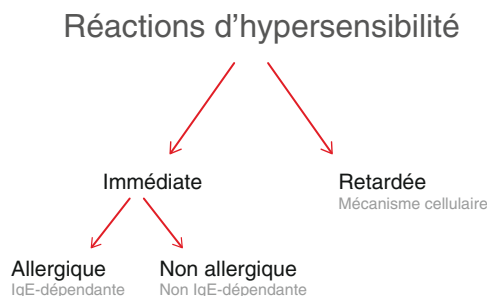 Réactions d'hypersensibilité
Immédiate
Retardée
Mécanisme cellulaire
Allergique
IgE-dépendante
Non allergique
Non IgE-dépendante